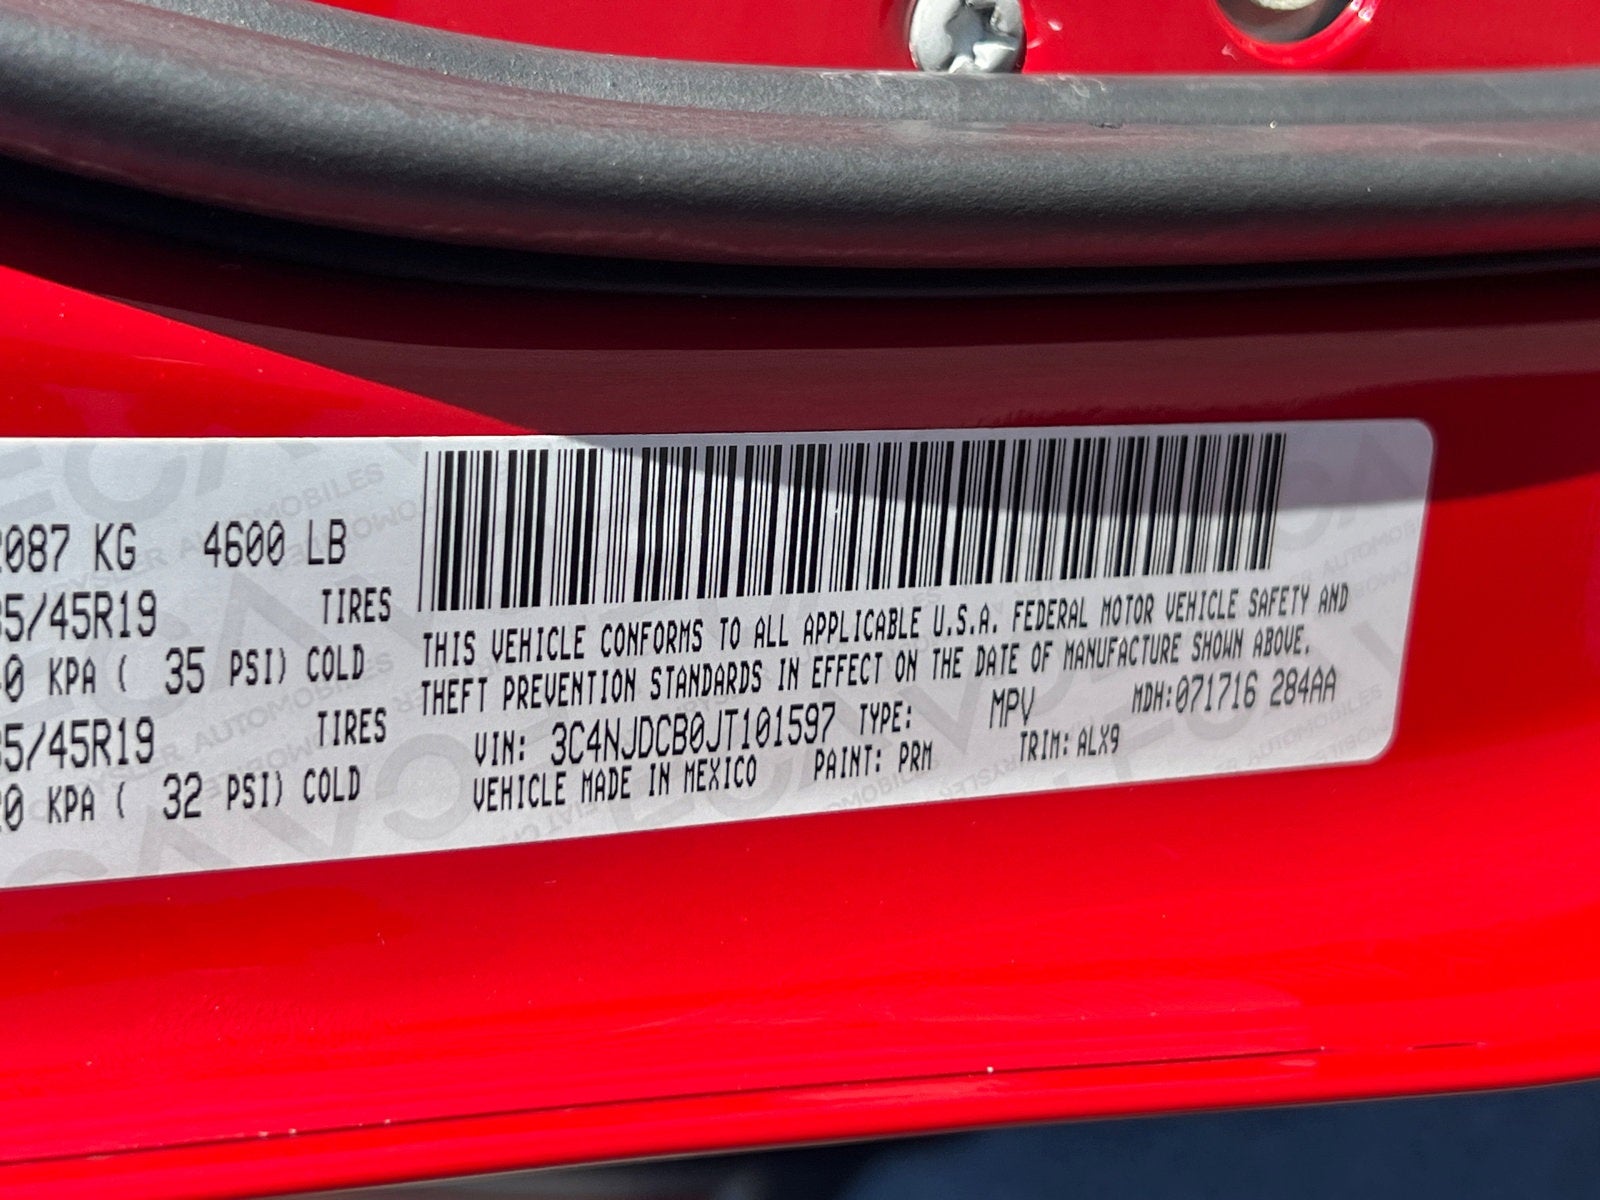 087 KG 4600 LB
5/45R19 TIRES
0 KPA ( 35 PSI) COLD
5/45R19 TIRES
0 KPA ( 32 PSI) COLD
THIS VEHICLE CONFORMS TO ALL APPLICABLE U.S.A. FEDERAL MOTOR VEHICLE SAFETY AND
THEFT PREVENTION STANDARDS IN EFFECT ON THE DATE OF MANUFACTURE SHOWN ABOVE.
VIN: 3C4NJDCB0JT101597 TYPE: MPV MDH:071716 284AA
VEHICLE MADE IN MEXICO PAINT: PRM TRIM: ALX9